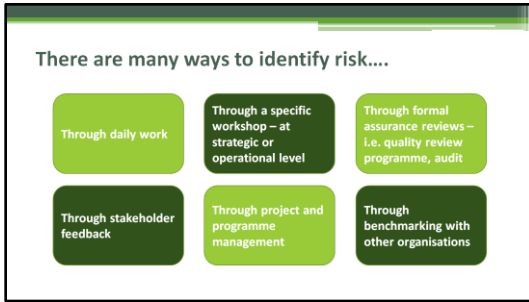 There are many ways to identify risk....
Through daily work
Through a specific
workshop – at
strategic or
operational level
Through formal
assurance reviews –
i.e. quality review
programme, audit
Through stakeholder
feedback
Through project and
programme
management
Through
benchmarking with
other organisations